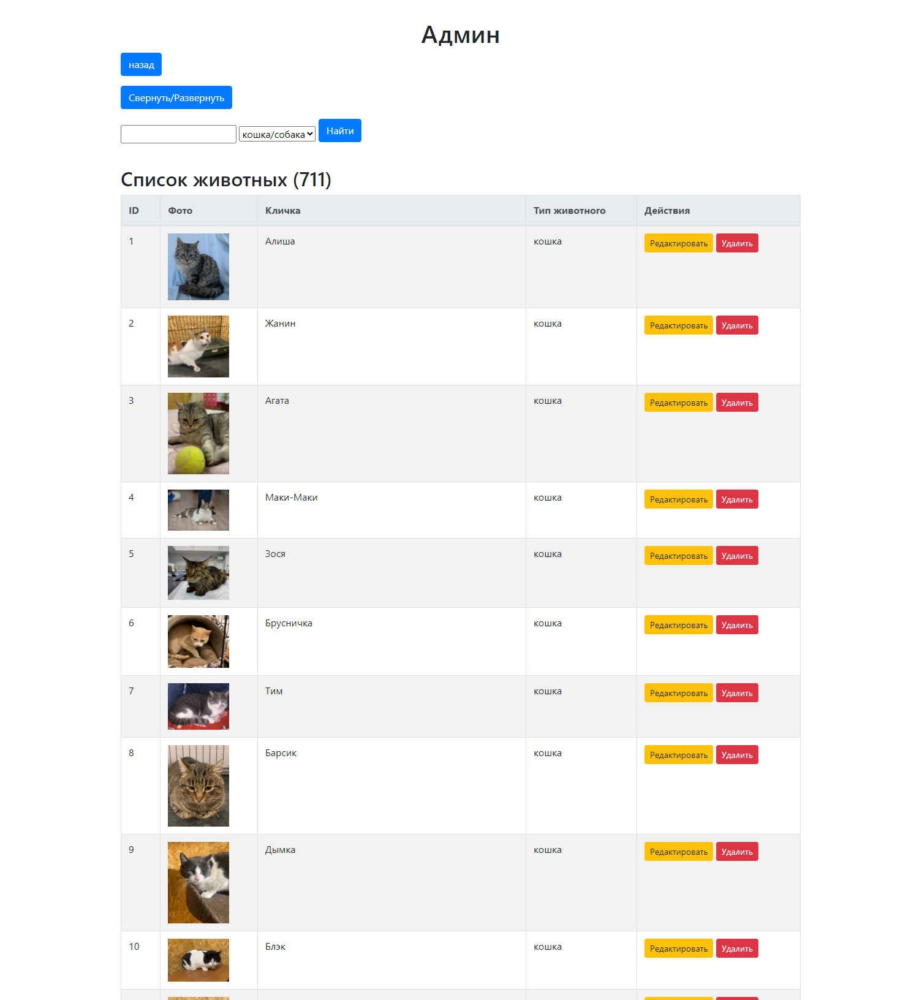 Админ
назад
Свернуть/Развернуть
кошка/собака Найти
Список животных (711)
ID Фото Кличка Тип животного Действия
1 Алиша кошка Редактировать Удалить
2 Жанин кошка Редактировать Удалить
3 Агата кошка Редактировать Удалить
4 Маки-Маки кошка Редактировать Удалить
5 Зося кошка Редактировать Удалить
6 Брусничка кошка Редактировать Удалить
7 Тим кошка Редактировать Удалить
8 Барсик кошка Редактировать Удалить
9 Дымка кошка Редактировать Удалить
10 Блэк кошка Редактировать Удалить